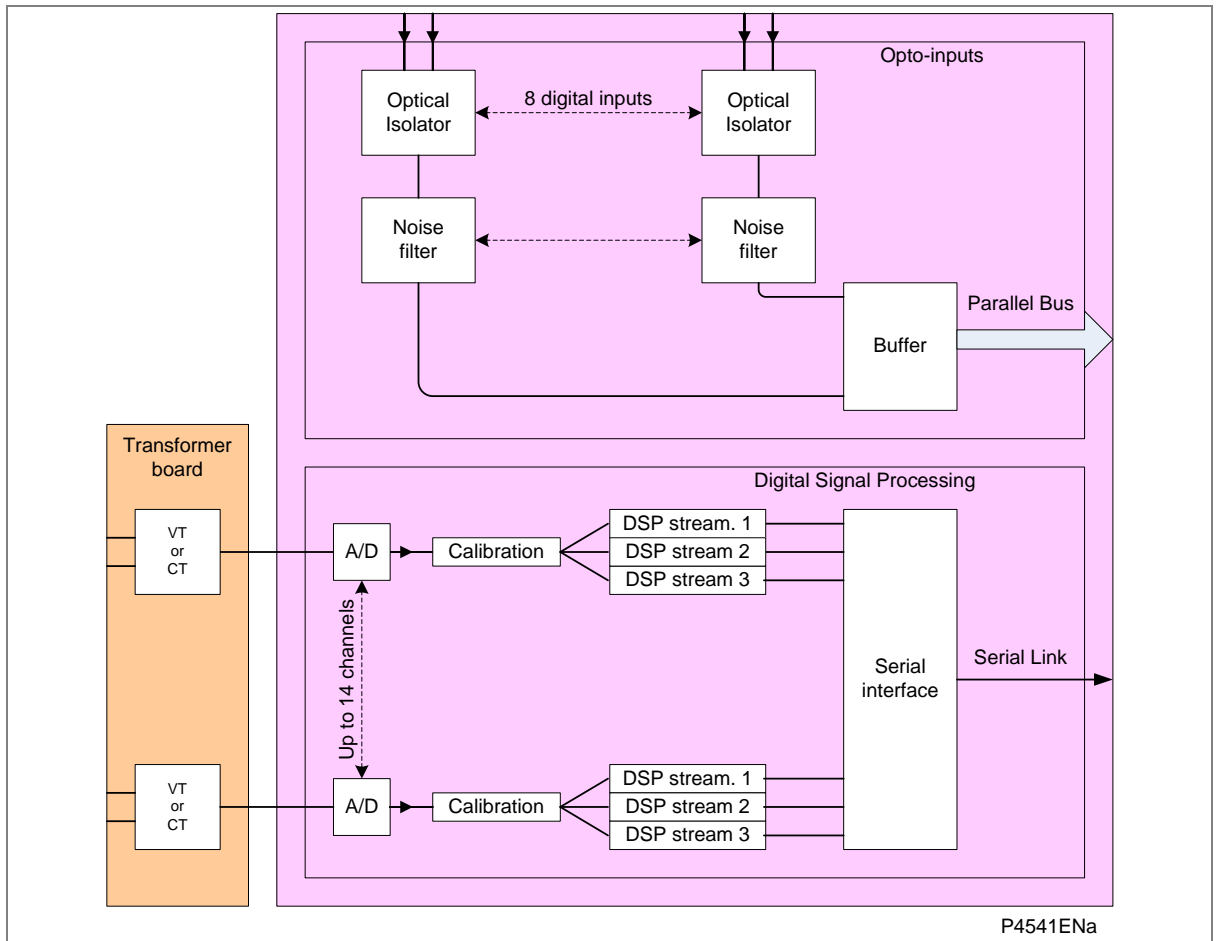 Opto-inputs
Optical
Isolator
8 digital inputs
Optical
Isolator
Noise
filter
Noise
filter
Parallel Bus
Buffer
Transformer
board
Digital Signal Processing
VT
or
CT
A/D
Calibration
DSP stream. 1
DSP stream 2
DSP stream 3
Up to 14 channels
Serial
interface
Serial Link
VT
or
CT
A/D
Calibration
DSP stream. 1
DSP stream 2
DSP stream 3
P4541ENa